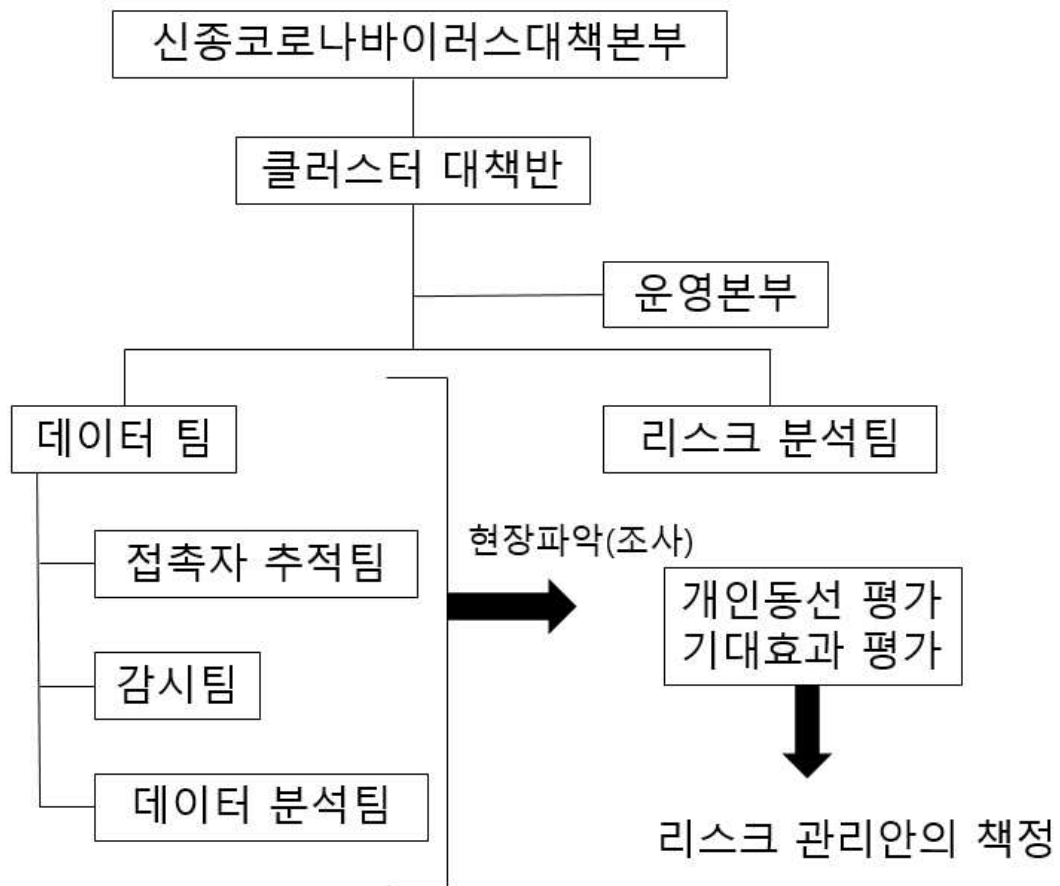 신종코로나바이러스대책본부
클러스터 대책반
운영본부
데이터 팀
리스크 분석팀
접촉자 추적팀
감시팀
데이터 분석팀
현장파악(조사)
개인동선 평가
기대효과 평가
리스크 관리안의 책정